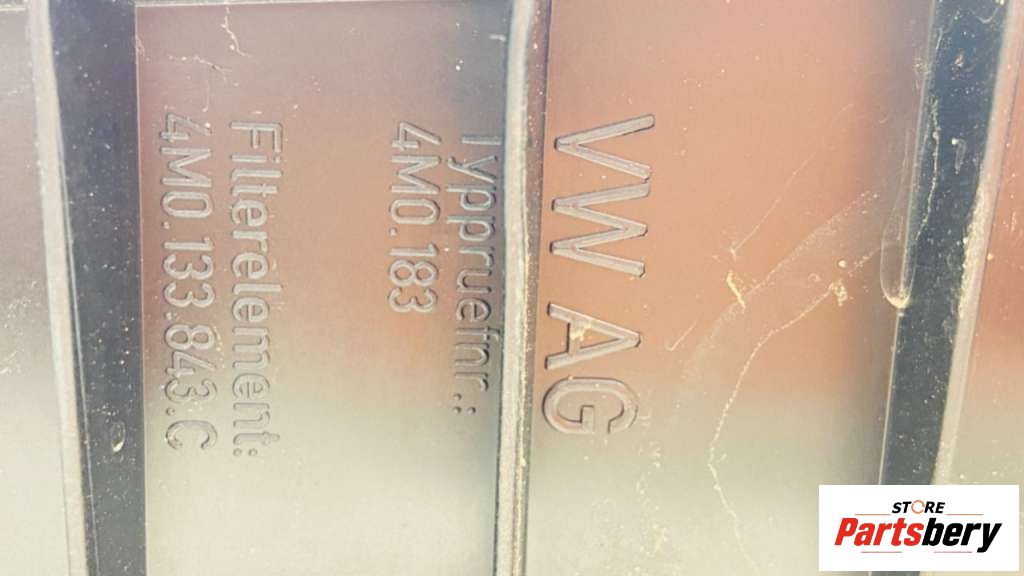 VW AG
Typpruefnr.:
4M0.183
Filterelement:
4M0.133.843.C
STORE
Partsbery